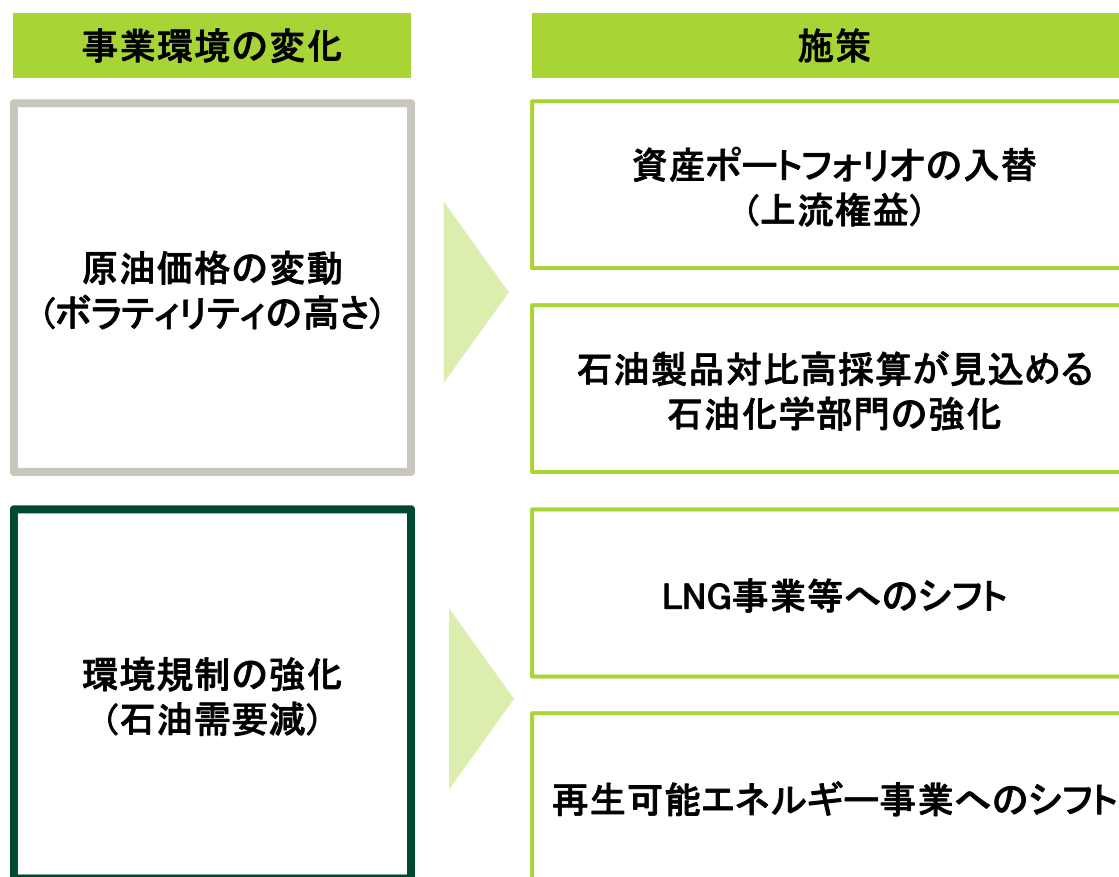 事業環境の変化
施策
原油価格の変動
(ボラティリティの高さ)
資産ポートフォリオの入替
(上流権益)
石油製品対比高採算が見込める
石油化学部門の強化
環境規制の強化
(石油需要減)
LNG事業等へのシフト
再生可能エネルギー事業へのシフト